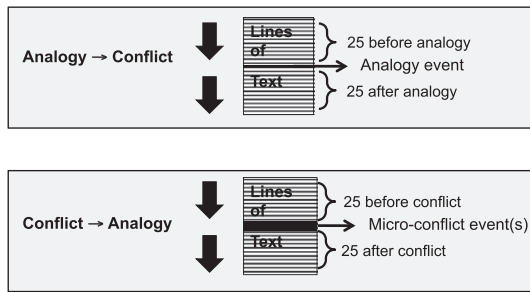 Analogy → Conflict
Lines
of
Text
25 before analogy
Analogy event
25 after analogy
Conflict → Analogy
Lines
of
Text
25 before conflict
Micro-conflict event(s)
25 after conflict